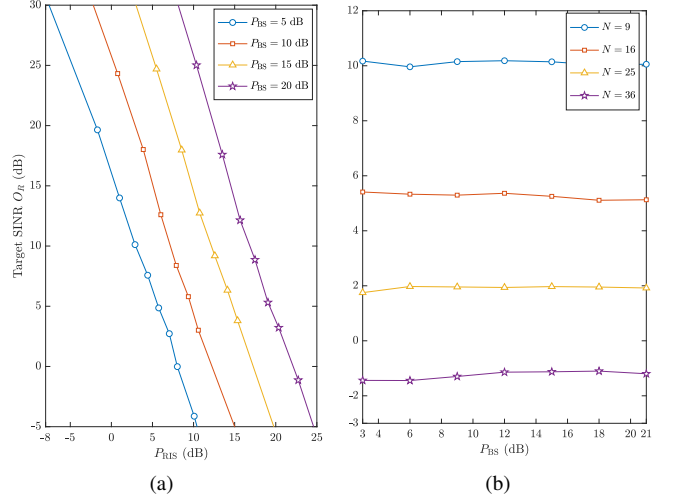 30
25
20
15
10
5
0
-5
-8 -5 0 5 10 15 20 25
Target SINR O_R (dB)
P_RIS (dB)
P_BS = 5 dB
P_BS = 10 dB
P_BS = 15 dB
P_BS = 20 dB
(a)
12
10
8
6
4
2
0
-2
-3
3 4 6 8 10 12 14 16 18 20 21
P_BS (dB)
N = 9
N = 16
N = 25
N = 36
(b)